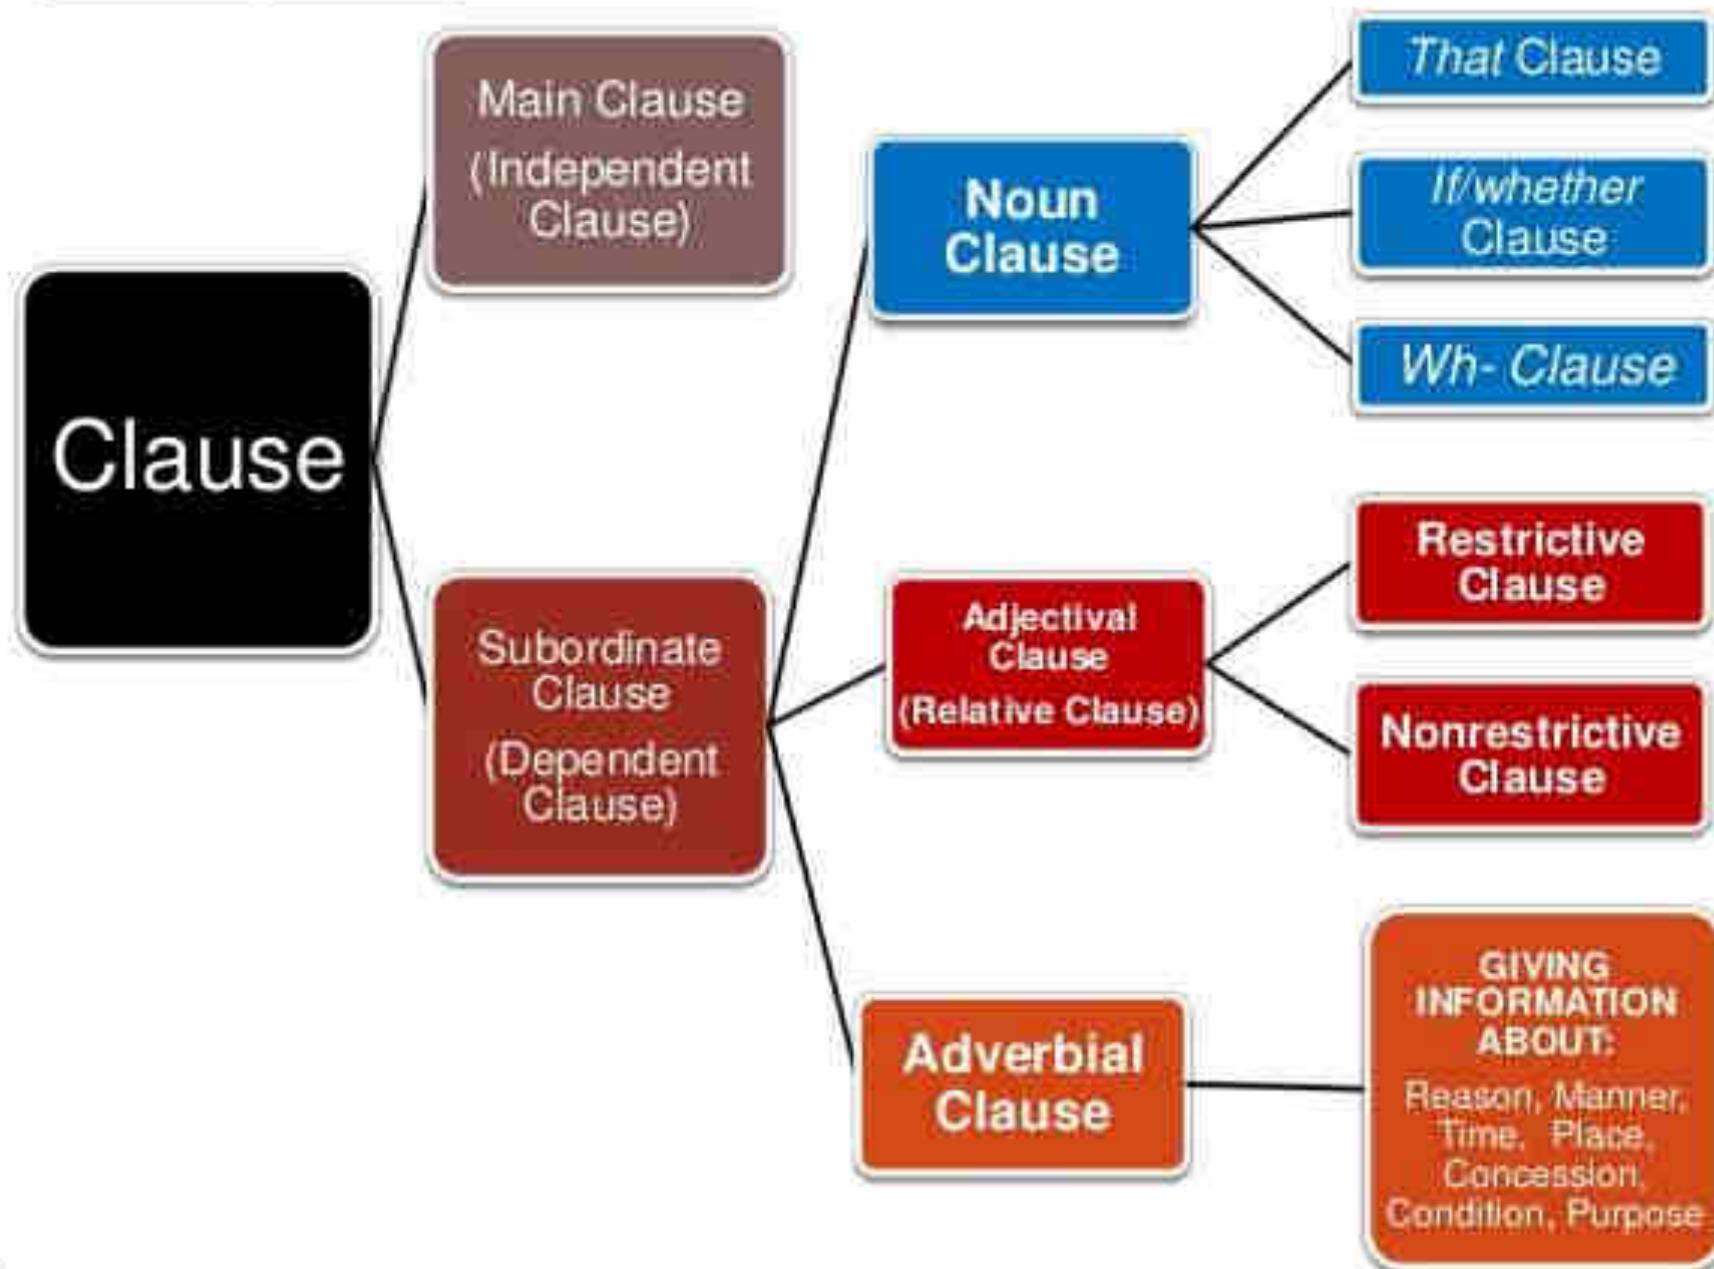 Clause
Main Clause
(Independent
Clause)
Subordinate
Clause
(Dependent
Clause)
Noun
Clause
That Clause
If/whether
Clause
Wh- Clause
Adjectival
Clause
(Relative Clause)
Restrictive
Clause
Nonrestrictive
Clause
Adverbial
Clause
GIVING
INFORMATION
ABOUT:
Reason, Manner,
Time, Place,
Concession,
Condition, Purpose